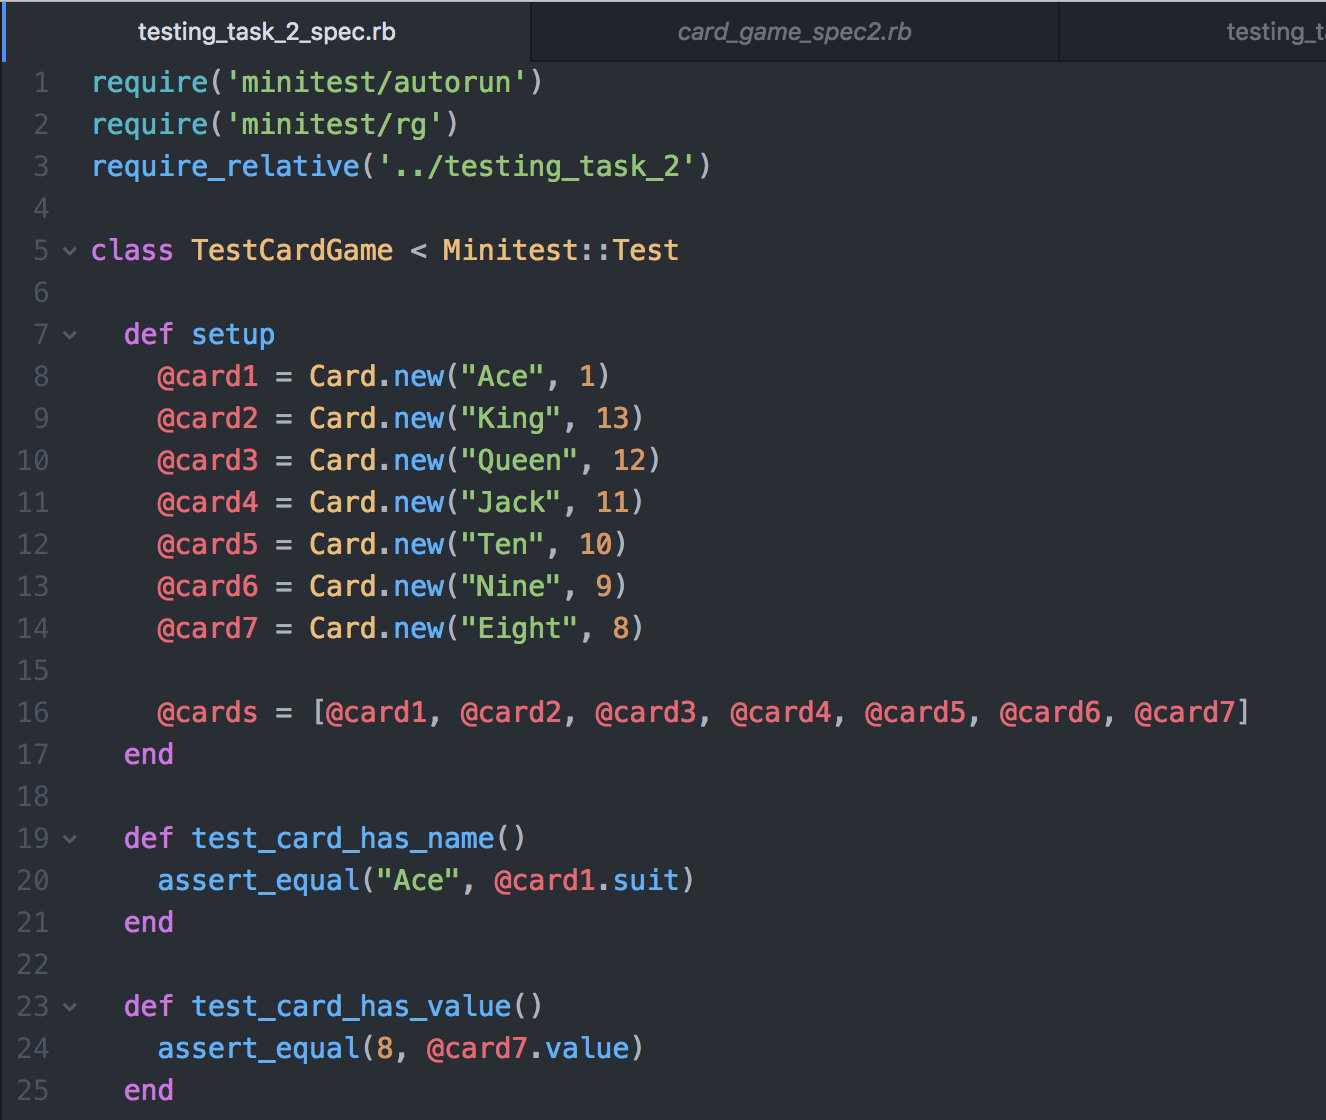 testing_task_2_spec.rb card_game_spec2.rb
1 require('minitest/autorun')
2 require('minitest/rg')
3 require_relative('../testing_task_2')
4
5 class TestCardGame < Minitest::Test
6
7   def setup
8     @card1 = Card.new("Ace", 1)
9     @card2 = Card.new("King", 13)
10     @card3 = Card.new("Queen", 12)
11     @card4 = Card.new("Jack", 11)
12     @card5 = Card.new("Ten", 10)
13     @card6 = Card.new("Nine", 9)
14     @card7 = Card.new("Eight", 8)
15
16     @cards = [@card1, @card2, @card3, @card4, @card5, @card6, @card7]
17   end
18
19   def test_card_has_name()
20     assert_equal("Ace", @card1.suit)
21   end
22
23   def test_card_has_value()
24     assert_equal(8, @card7.value)
25   end